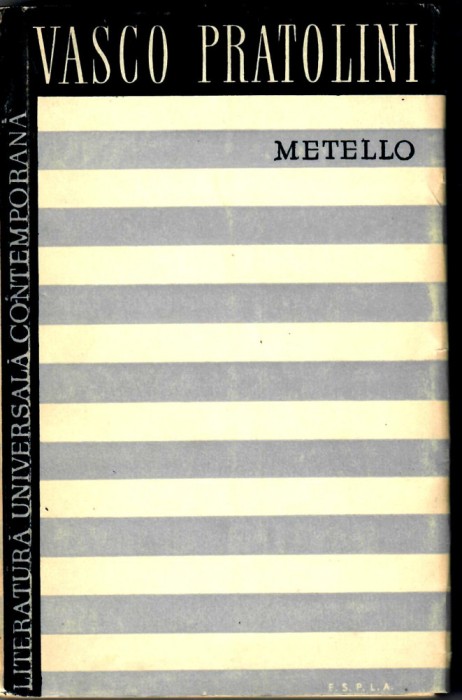 VASCO PRATOLINI
METELLO
LITERATURĂ UNIVERSALĂ CONTEMPORANĂ
E.S.P.L.A.